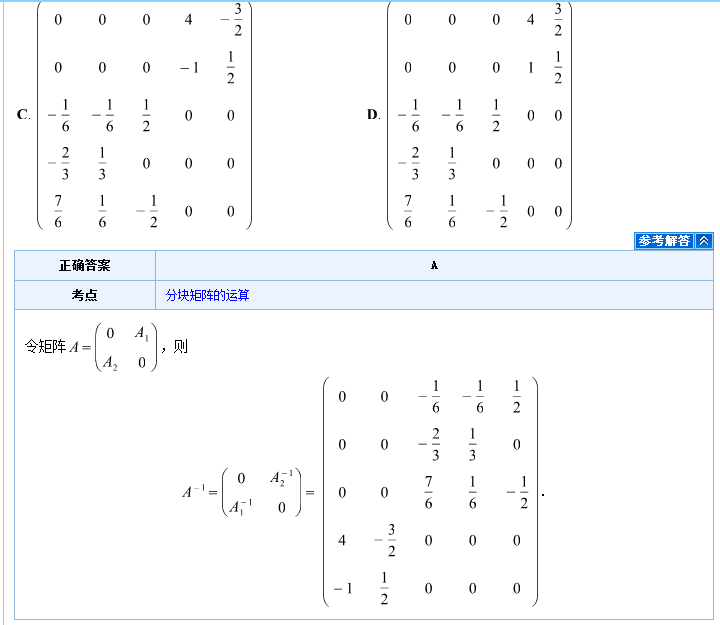 0 0 0 4 -3/2
0 0 0 -1 1/2
C. -1/6 -1/6 1/2 0 0
-2/3 1/3 0 0 0
7/6 1/6 -1/2 0 0
0 0 0 4 3/2
0 0 0 1 1/2
D. -1/6 -1/6 1/2 0 0
-2/3 1/3 0 0 0
7/6 1/6 -1/2 0 0
参考解答
正确答案 A
考点 分块矩阵的运算
令矩阵 A = (0 A₁ A₂ 0) ，则
A⁻¹ = (0 A₂⁻¹ A₁⁻¹ 0) =
0 0 -1/6 -1/6 1/2
0 0 -2/3 1/3 0
0 0 7/6 1/6 -1/2 .
4 -3/2 0 0 0
-1 1/2 0 0 0